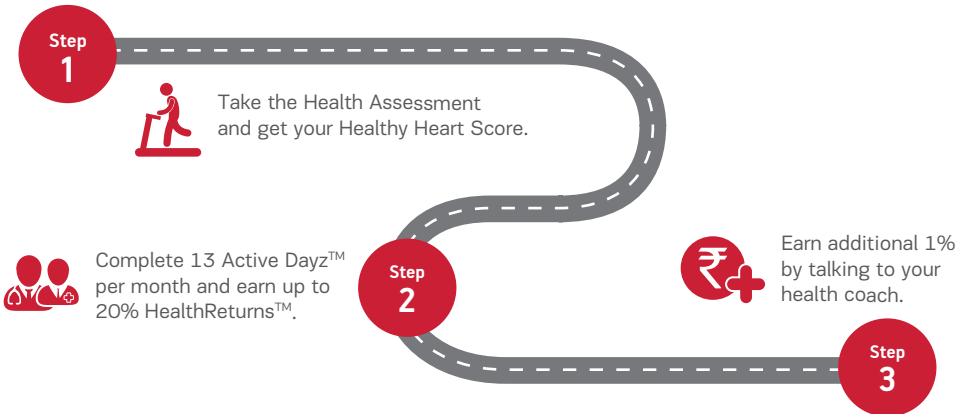 Step
1
Take the Health Assessment
and get your Healthy Heart Score.
Complete 13 Active Dayz™
per month and earn up to
20% HealthReturns™.
Step
2
₹
Earn additional 1%
by talking to your
health coach.
Step
3